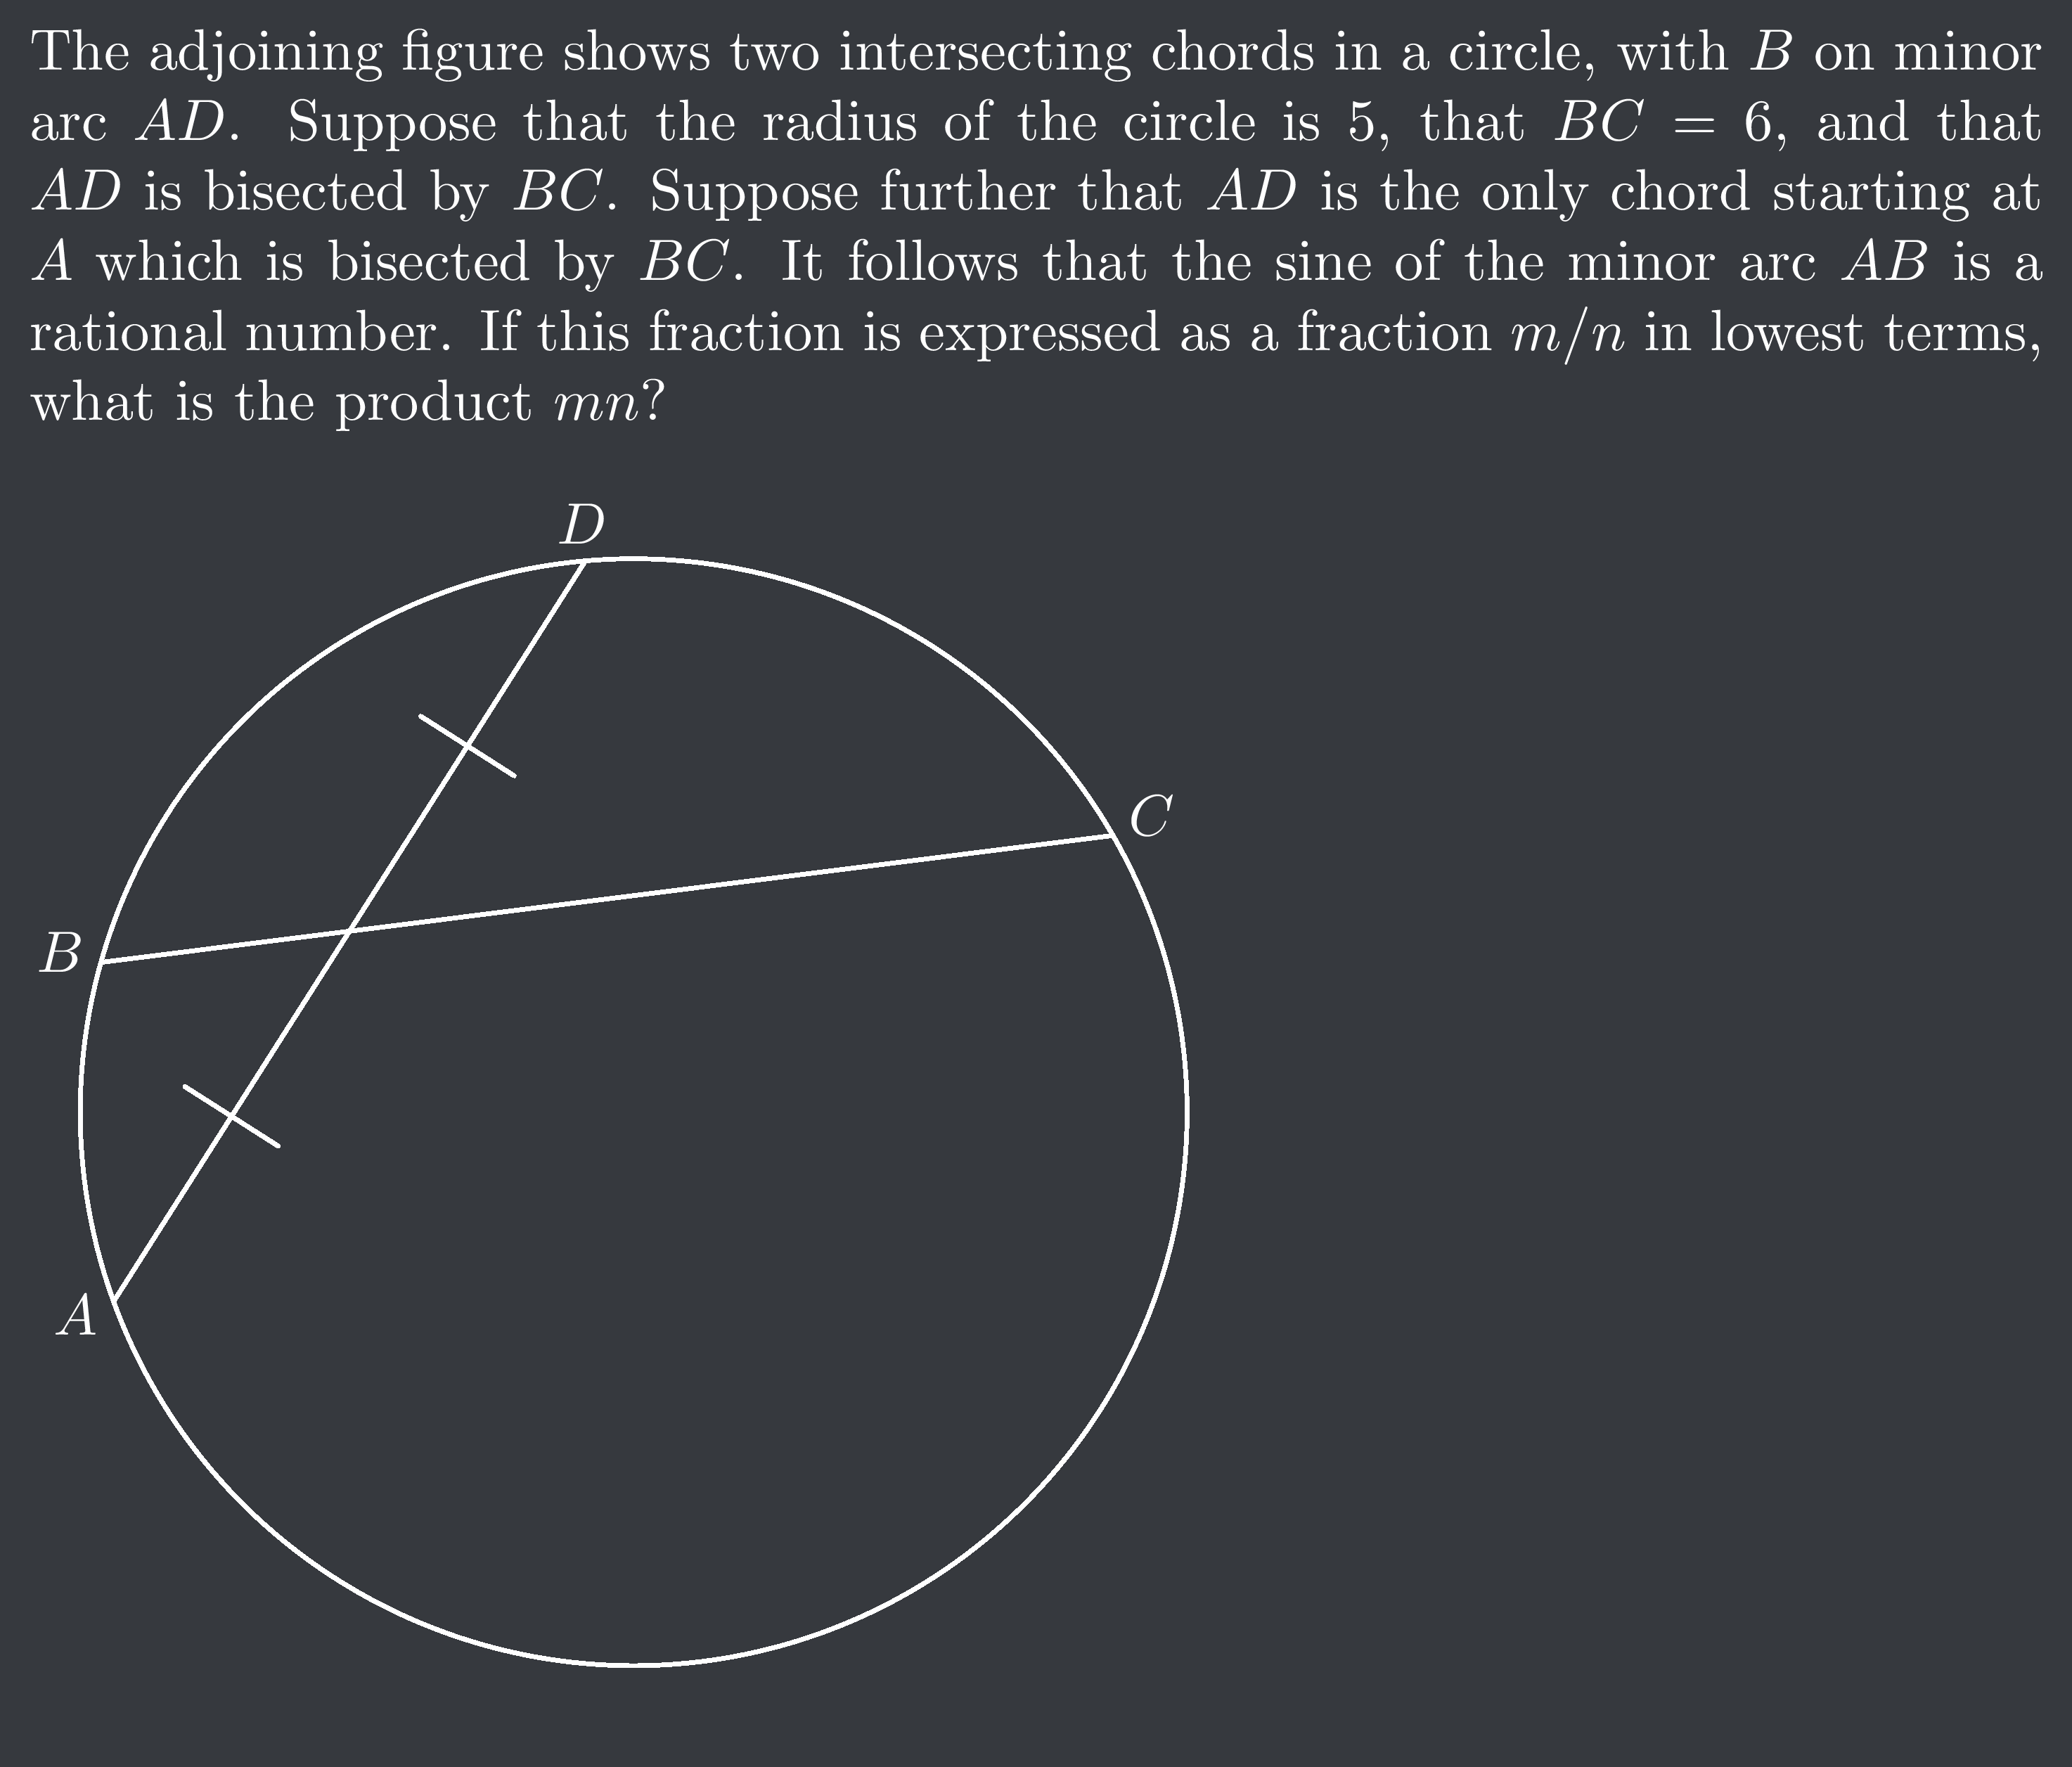 The adjoining figure shows two intersecting chords in a circle, with B on minor
arc AD. Suppose that the radius of the circle is 5, that BC = 6, and that
AD is bisected by BC. Suppose further that AD is the only chord starting at
A which is bisected by BC. It follows that the sine of the minor arc AB is a
rational number. If this fraction is expressed as a fraction m/n in lowest terms,
what is the product mn?
D
C
B
A